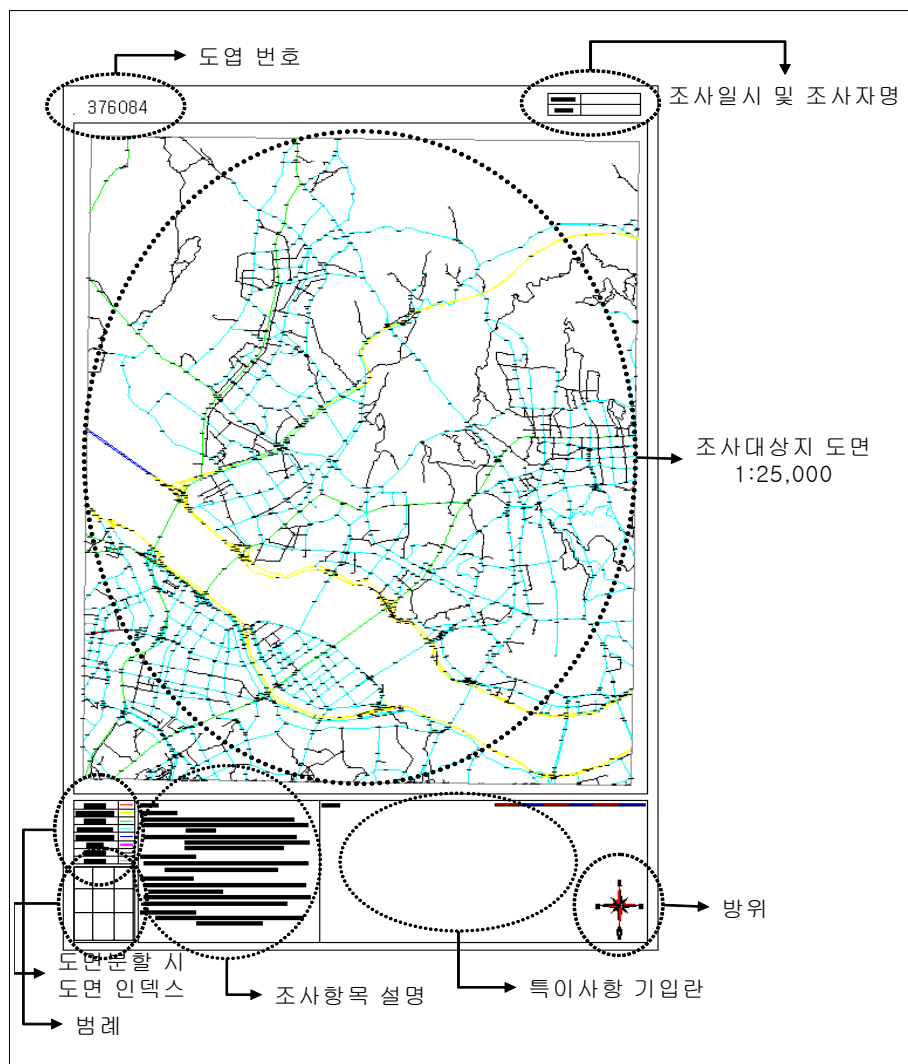 도엽 번호
376084
조사일시 및 조사자명
조사대상지 도면
1:25,000
방위
도면분할 시
도면 인덱스
조사항목 설명
특이사항 기입란
범례